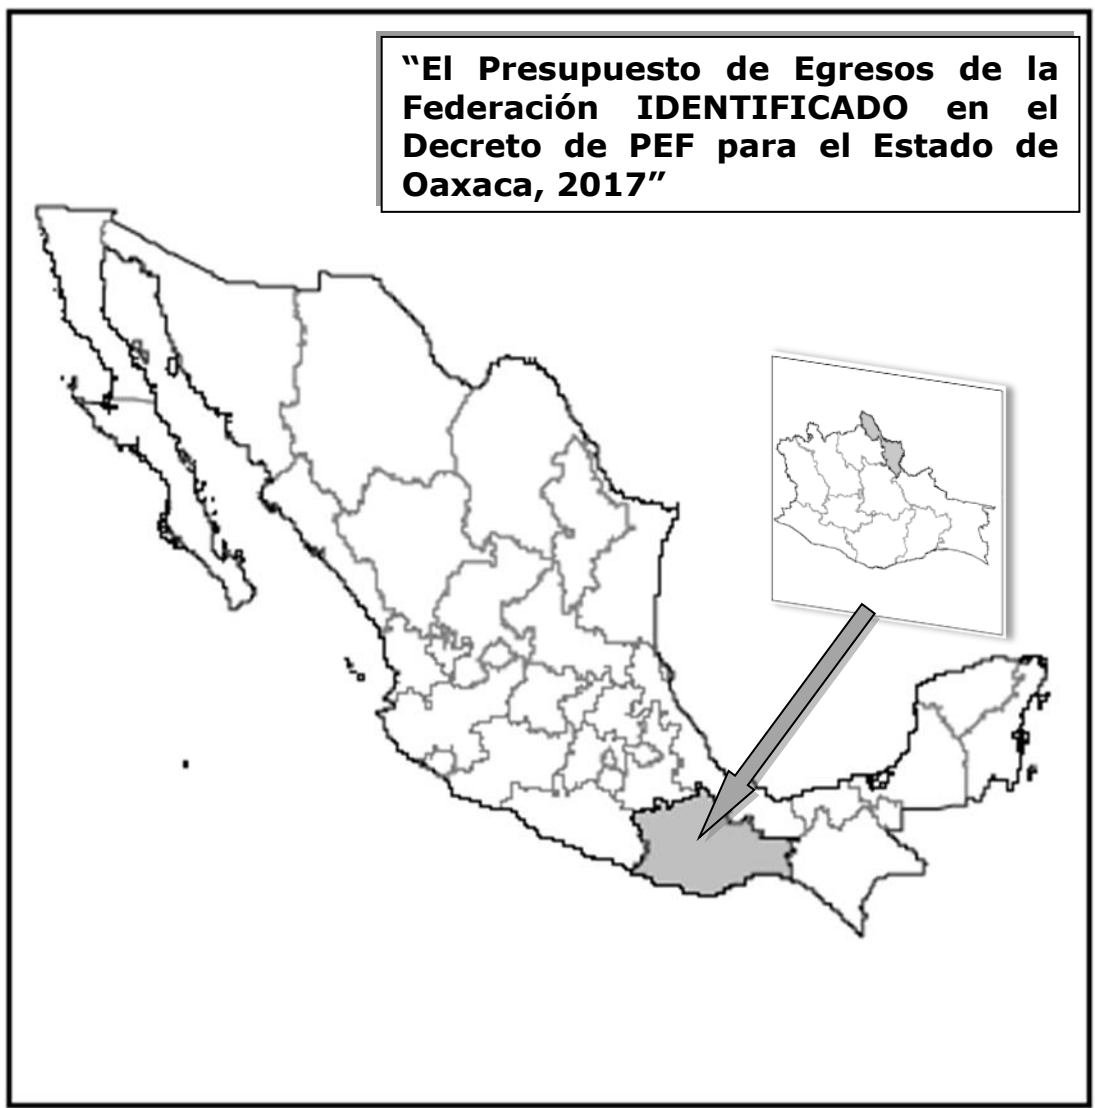 “El Presupuesto de Egresos de la
Federación IDENTIFICADO en el
Decreto de PEF para el Estado de
Oaxaca, 2017”